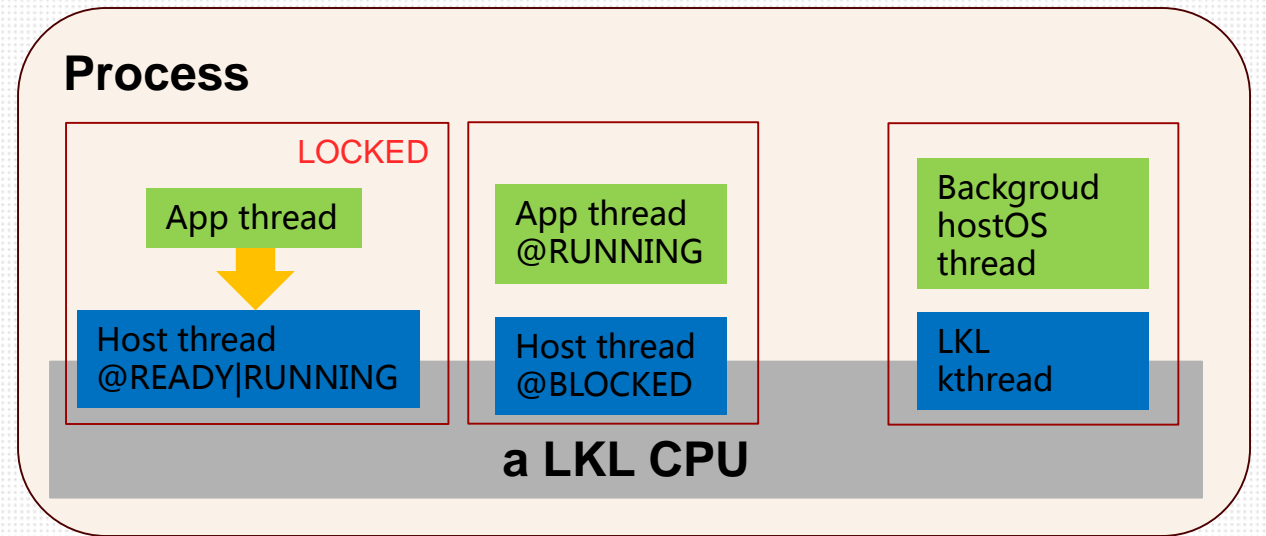 Process
LOCKED
App thread
Host thread
@READY|RUNNING
App thread
@RUNNING
Host thread
@BLOCKED
Backgroud
hostOS
thread
LKL
kthread
a LKL CPU